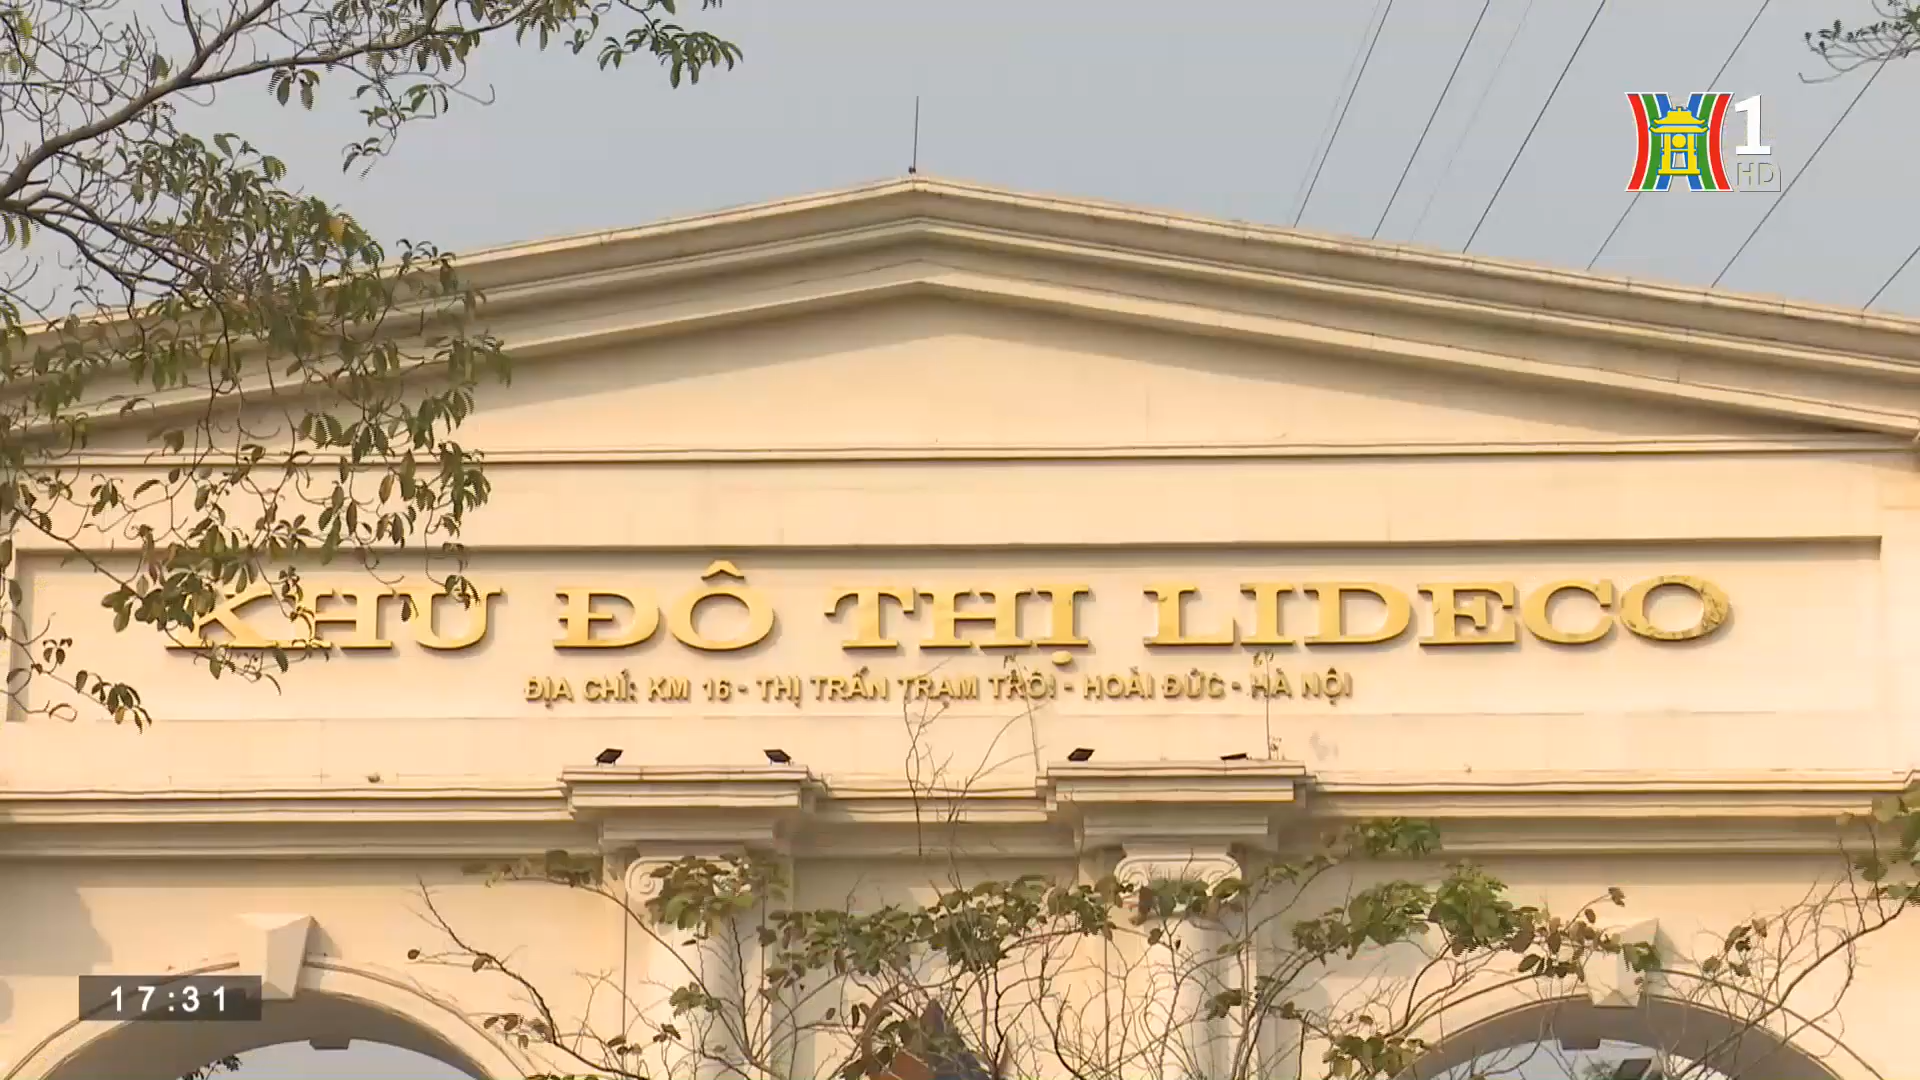 1
HD
KHU ĐÔ THỊ LIDECO
ĐỊA CHỈ: KM 16 - THỊ TRẤN TRẠM TRÔI - HOÀI ĐỨC - HÀ NỘI
17:31